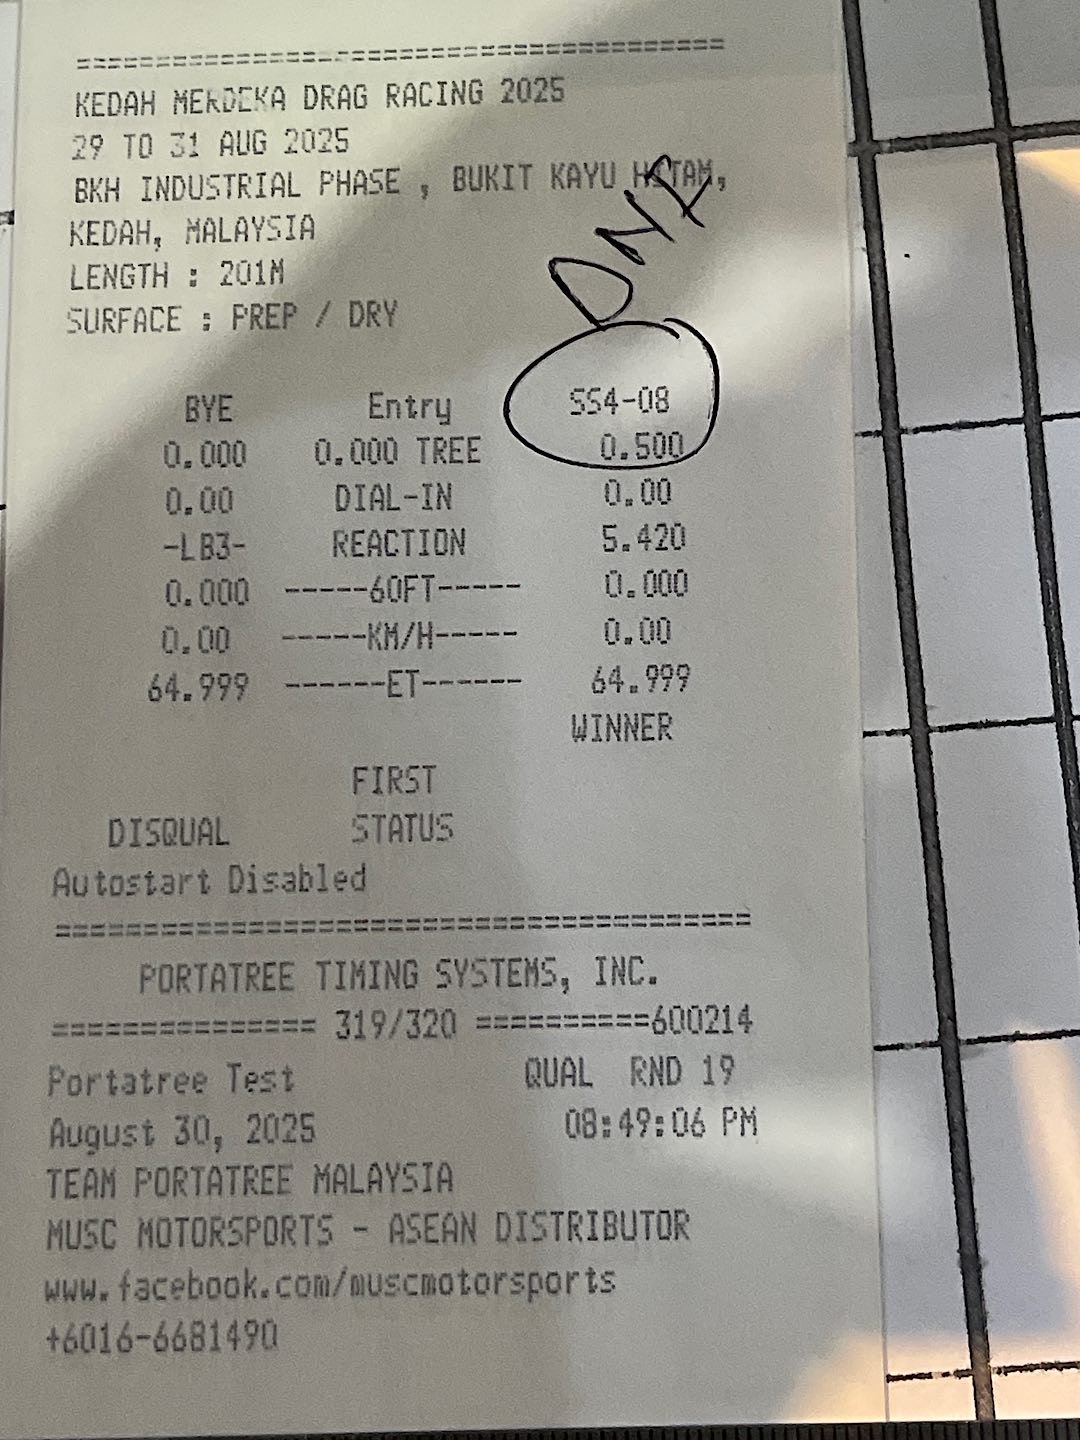 ========================================
KEDAH MERDEKA DRAG RACING 2025
29 TO 31 AUG 2025
BKH INDUSTRIAL PHASE , BUKIT KAYU HITAM,
KEDAH, MALAYSIA
LENGTH : 201M
SURFACE : PREP / DRY
DNF
BYE Entry SS4-08
0.000 0.000 TREE 0.500
0.00 DIAL-IN 0.00
-LB3- REACTION 5.420
0.000 -----60FT----- 0.000
0.00 -----KM/H----- 0.00
64.999 ------ET------ 64.999
WINNER
FIRST
DISQUAL STATUS
Autostart Disabled
========================================
PORTATREE TIMING SYSTEMS, INC.
=============== 319/320 ==========600214
Portatree Test QUAL RND 19
August 30, 2025 08:49:06 PM
TEAM PORTATREE MALAYSIA
MUSC MOTORSPORTS - ASEAN DISTRIBUTOR
www.facebook.com/muscmotorsports
+6016-6681490